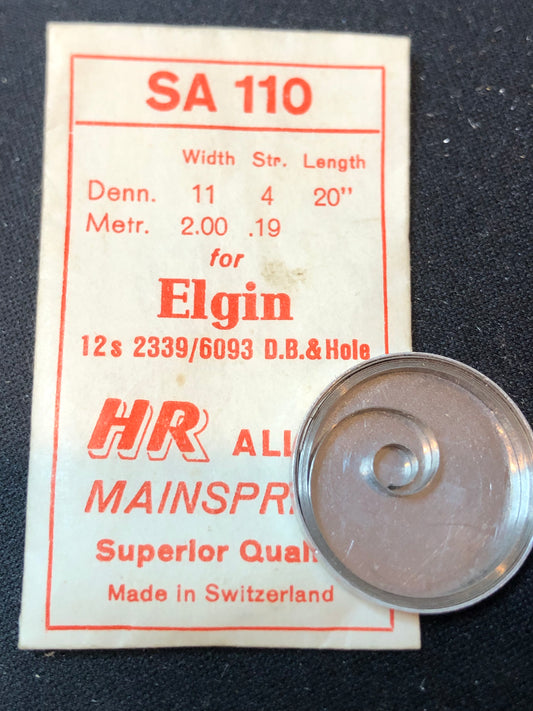 SA 110
Width Str. Length
Denn. 11 4 20"
Metr. 2.00 .19
for
Elgin
12s 2339/6093 D.B.&Hole
HR
Superior
Made in Switzerland